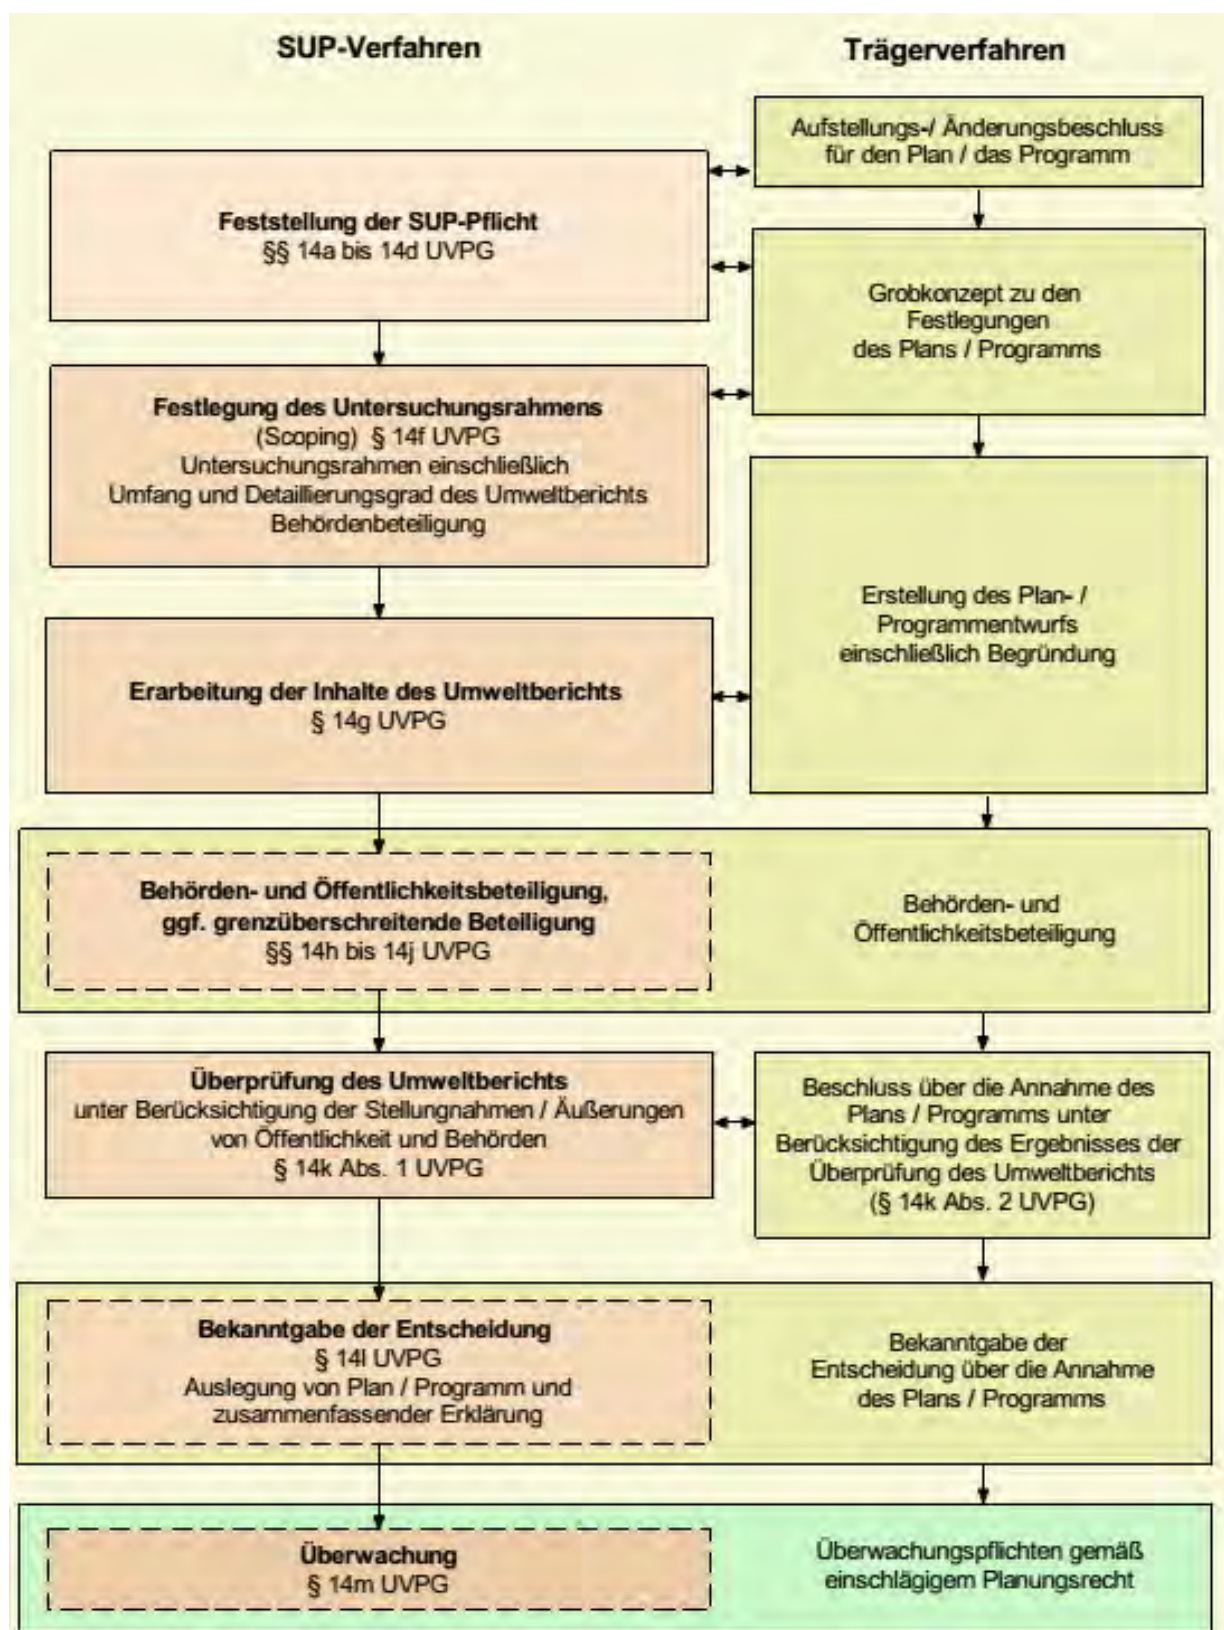 SUP-Verfahren
Trägerverfahren
Aufstellungs-/ Änderungsbeschluss
für den Plan / das Programm
Feststellung der SUP-Pflicht
§§ 14a bis 14d UVPG
Grobkonzept zu den
Festlegungen
des Plans / Programms
Festlegung des Untersuchungsrahmens
(Scoping) § 14f UVPG
Untersuchungsrahmen einschließlich
Umfang und Detaillierungsgrad des Umweltberichts
Behördenbeteiligung
Erstellung des Plan- /
Programmentwurfs
einschließlich Begründung
Erarbeitung der Inhalte des Umweltberichts
§ 14g UVPG
Behörden- und Öffentlichkeitsbeteiligung,
ggf. grenzüberschreitende Beteiligung
§§ 14h bis 14j UVPG
Behörden- und
Öffentlichkeitsbeteiligung
Überprüfung des Umweltberichts
unter Berücksichtigung der Stellungnahmen / Äußerungen
von Öffentlichkeit und Behörden
§ 14k Abs. 1 UVPG
Beschluss über die Annahme des
Plans / Programms unter
Berücksichtigung des Ergebnisses der
Überprüfung des Umweltberichts
(§ 14k Abs. 2 UVPG)
Bekanntgabe der Entscheidung
§ 14l UVPG
Auslegung von Plan / Programm und
zusammenfassender Erklärung
Bekanntgabe der
Entscheidung über die Annahme
des Plans / Programms
Überwachung
§ 14m UVPG
Überwachungspflichten gemäß
einschlägigem Planungsrecht